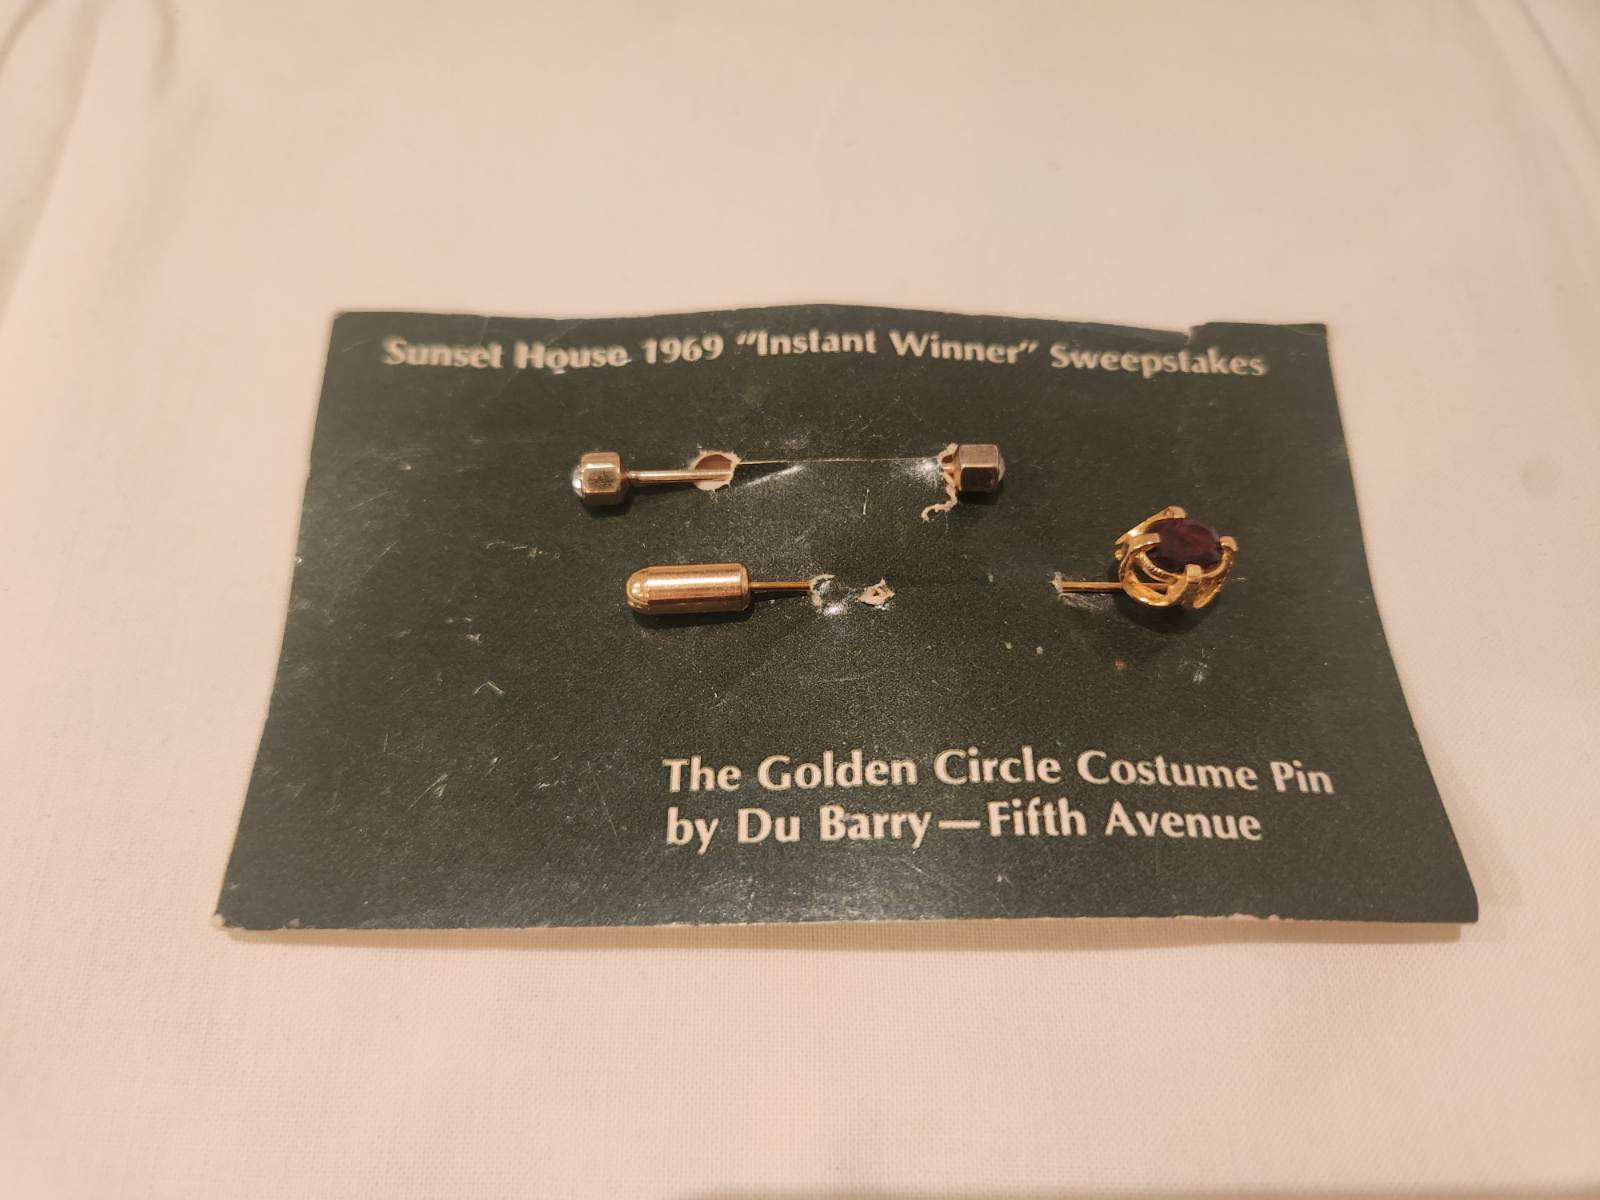 Sunset House 1969 "Instant Winner" Sweepstakes
The Golden Circle Costume Pin
by Du Barry—Fifth Avenue